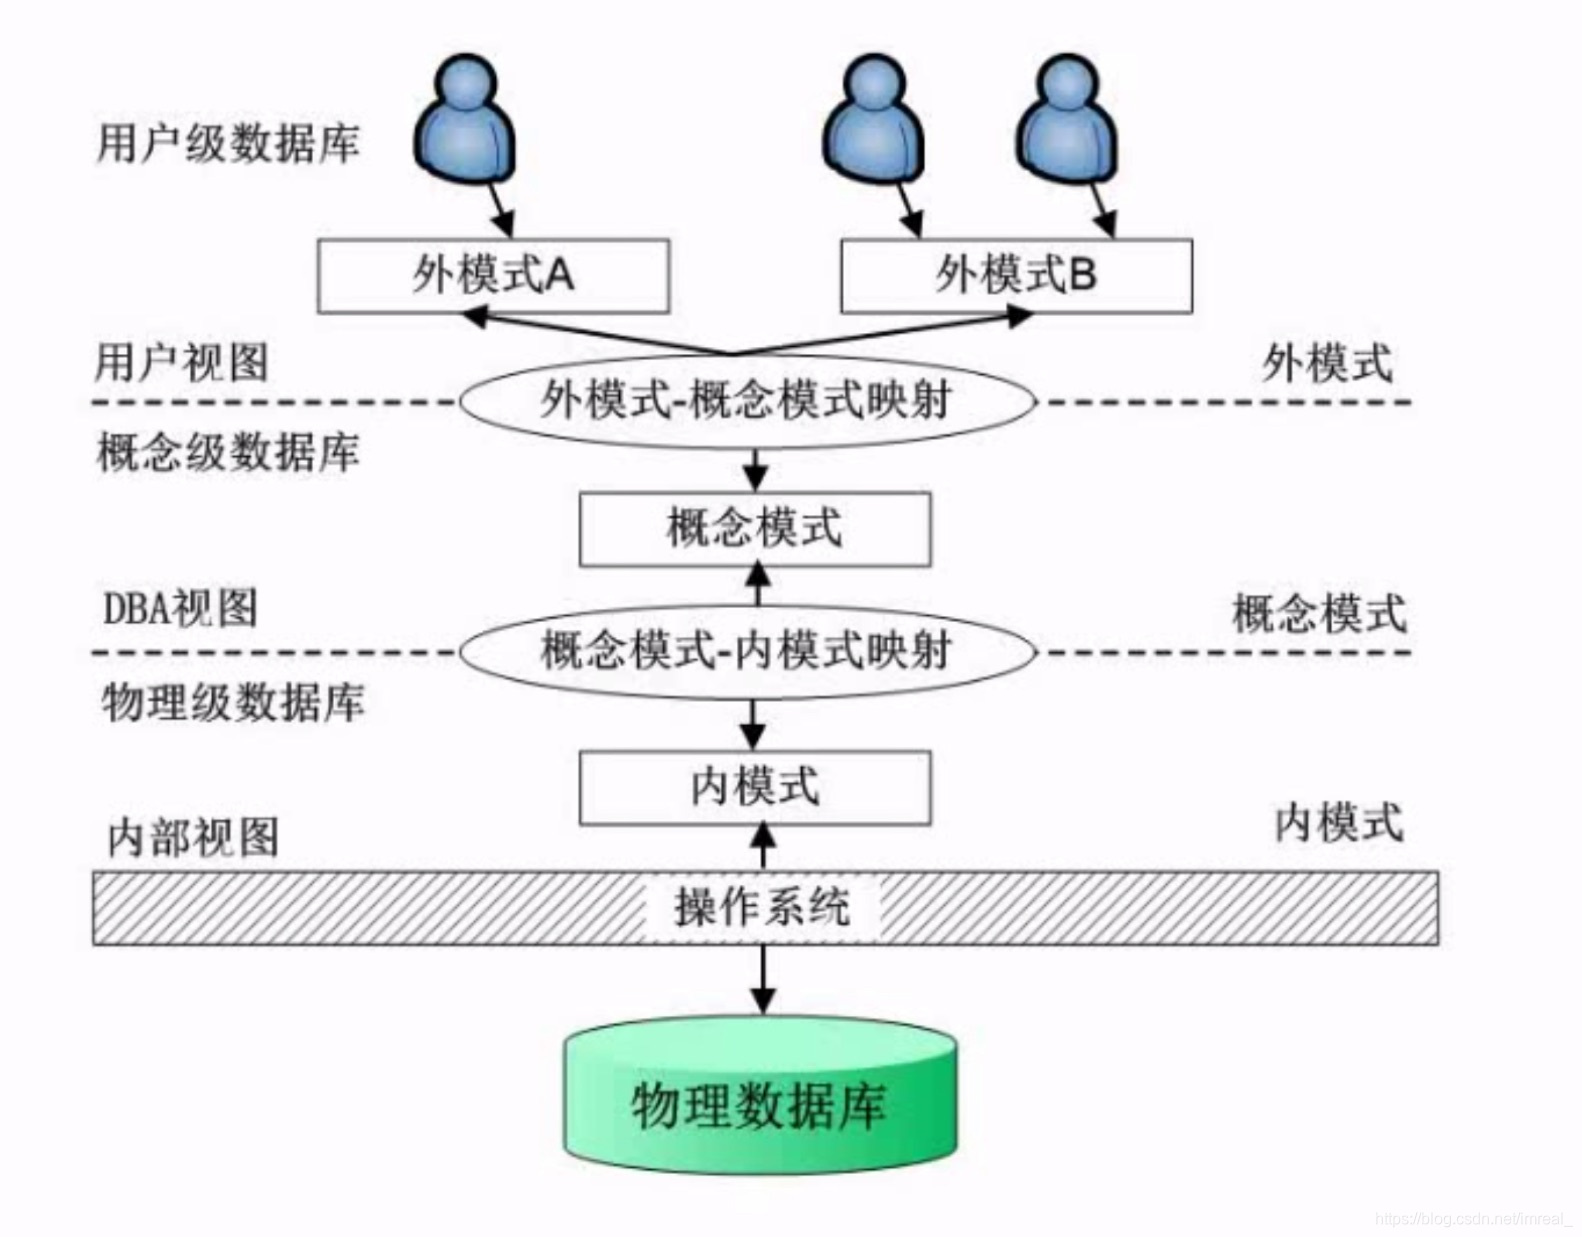 用户级数据库
外模式A
外模式B
用户视图
外模式
外模式-概念模式映射
概念级数据库
概念模式
DBA视图
概念模式
概念模式-内模式映射
物理级数据库
内模式
内部视图
内模式
操作系统
物理数据库
https://blog.csdn.net/imreal_